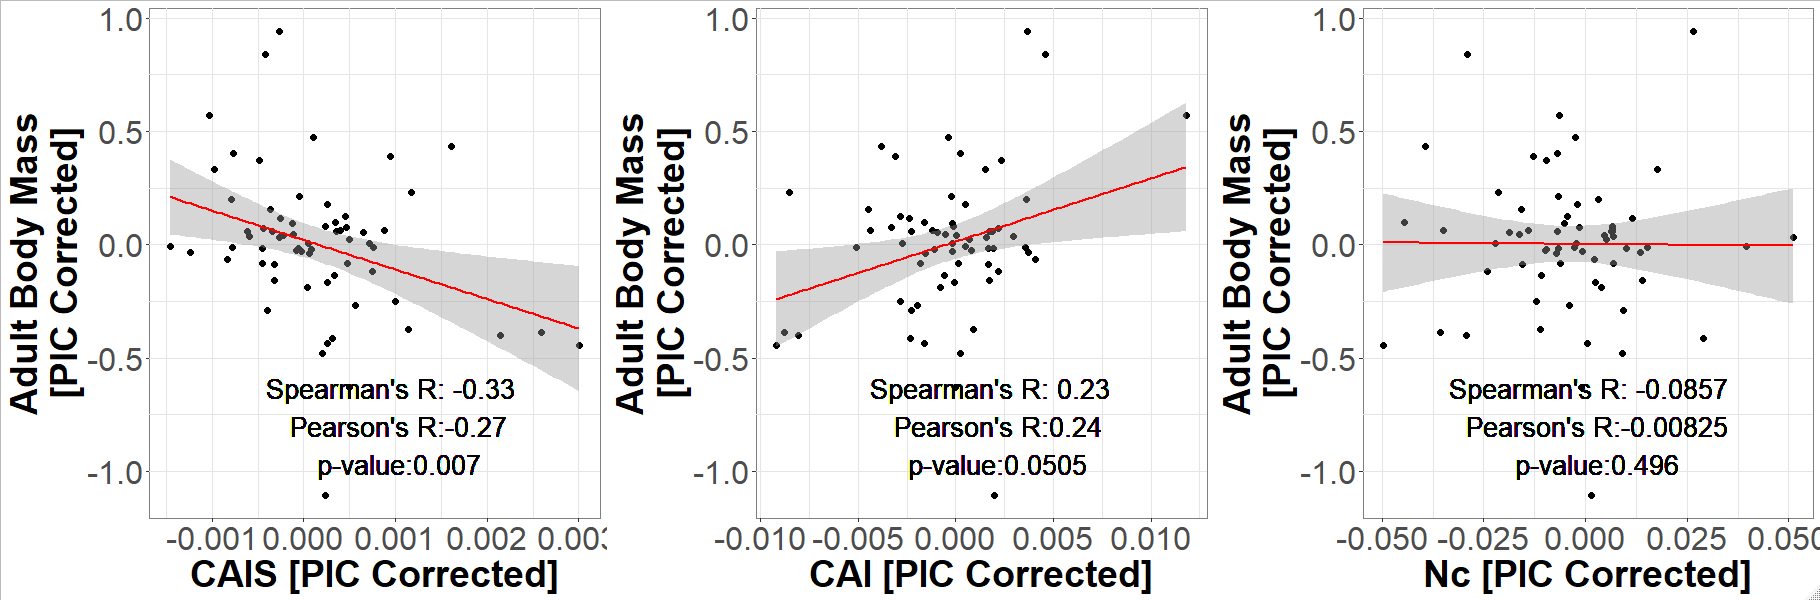 Adult Body Mass
[PIC Corrected]
1.0
0.5
0.0
-0.5
-1.0
Spearman's R: -0.33
Pearson's R:-0.27
p-value:0.007
-0.001 0.000 0.001 0.002 0.003
CAIS [PIC Corrected]
Adult Body Mass
[PIC Corrected]
1.0
0.5
0.0
-0.5
-1.0
Spearman's R: 0.23
Pearson's R:0.24
p-value:0.0505
-0.010 -0.005 0.000 0.005 0.010
CAI [PIC Corrected]
Adult Body Mass
[PIC Corrected]
1.0
0.5
0.0
-0.5
-1.0
Spearman's R: -0.0857
Pearson's R:-0.00825
p-value:0.496
-0.050 -0.025 0.000 0.025 0.050
Nc [PIC Corrected]